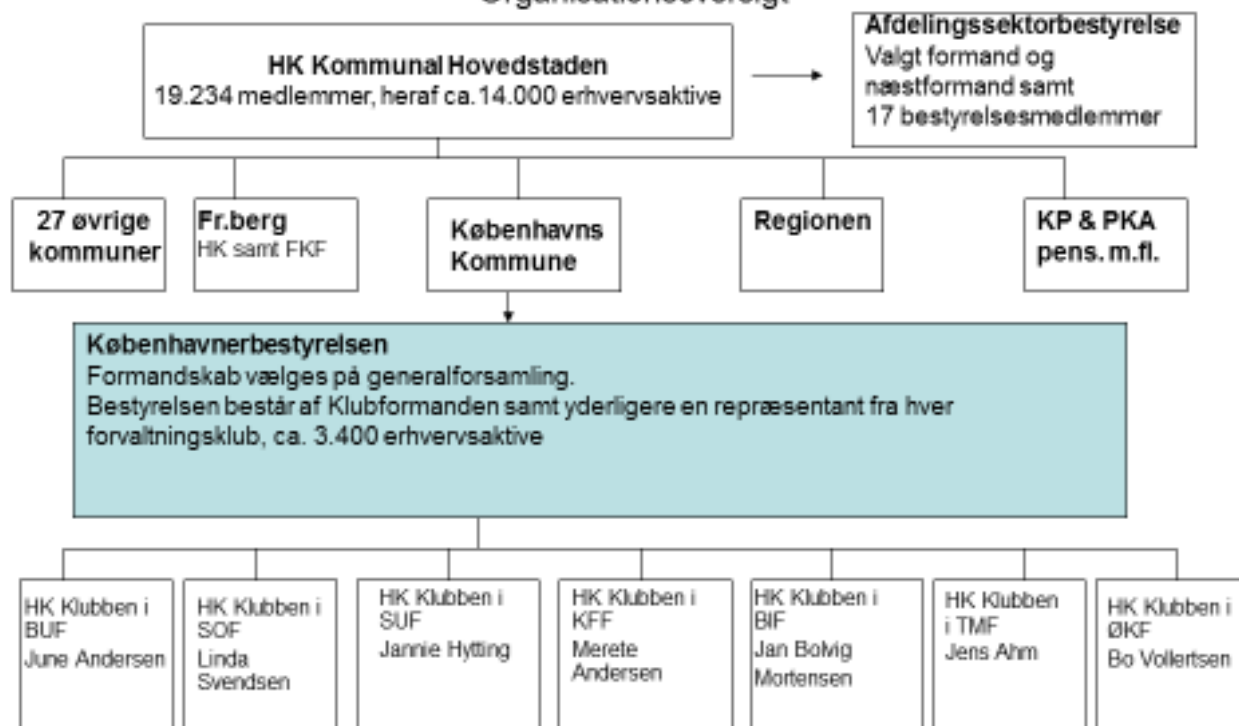 Organisationsoversigt
HK Kommunal Hovedstaden
19.234 medlemmer, heraf ca. 14.000 erhvervsaktive
Afdelingssektorbestyrelse
Valgt formand og
næstformand samt
17 bestyrelsesmedlemmer
27 øvrige
kommuner
Fr.berg
HK samt FKF
Københavns
Kommune
Regionen
KP & PKA
pens. m.fl.
Københavnerbestyrelsen
Formandskab vælges på generalforsamling.
Bestyrelsen består af Klubformanden samt yderligere en repræsentant fra hver
forvaltningsklub, ca. 3.400 erhvervsaktive
HK Klubben i
BUF
June Andersen
HK Klubben i
SOF
Linda
Svendsen
HK Klubben i
SUF
Jannie Hytting
HK Klubben i
KFF
Merete
Andersen
HK Klubben i
BIF
Jan Bolvig
Mortensen
HK Klubben
i TMF
Jens Ahm
HK Klubben i
ØKF
Bo Vollertsen